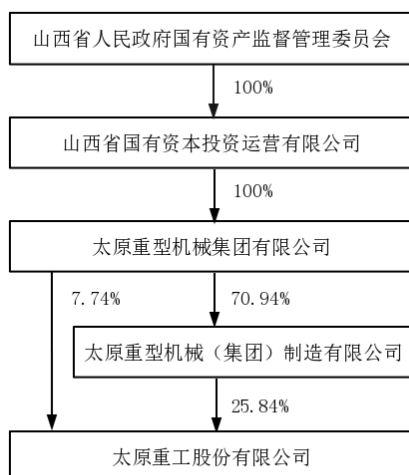 山西省人民政府国有资产监督管理委员会
100%
山西省国有资本投资运营有限公司
100%
太原重型机械集团有限公司
7.74%
70.94%
太原重型机械（集团）制造有限公司
25.84%
太原重工股份有限公司